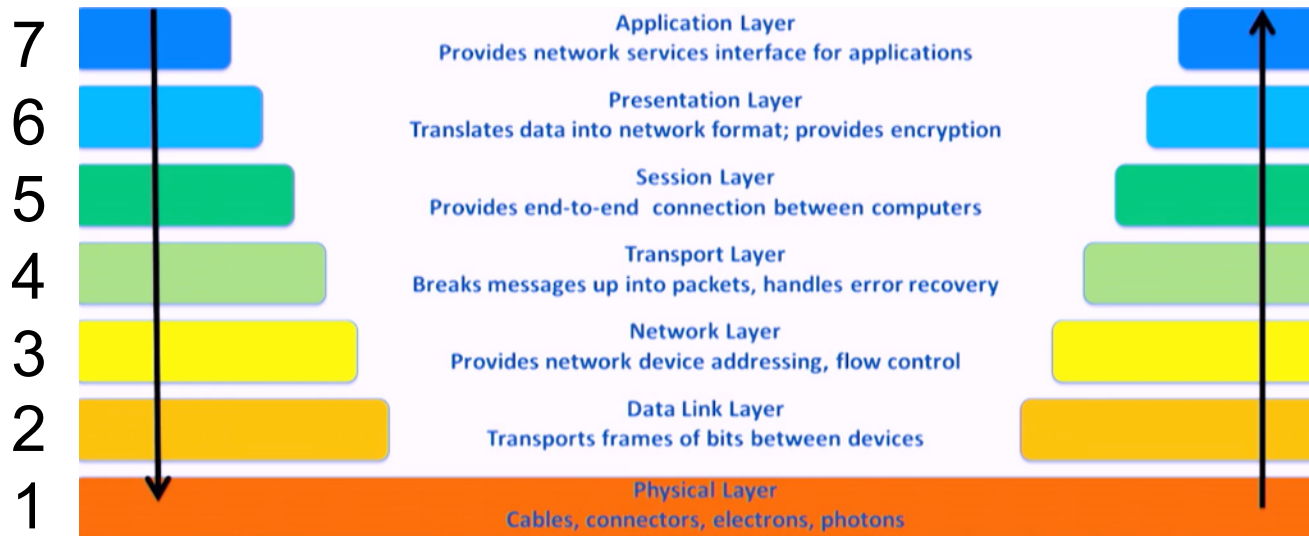 7
Application Layer
Provides network services interface for applications
6
Presentation Layer
Translates data into network format; provides encryption
5
Session Layer
Provides end-to-end connection between computers
4
Transport Layer
Breaks messages up into packets, handles error recovery
3
Network Layer
Provides network device addressing, flow control
2
Data Link Layer
Transports frames of bits between devices
1
Physical Layer
Cables, connectors, electrons, photons